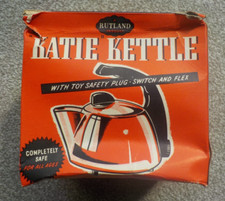 RUTLAND
KATIE KETTLE
WITH TOY SAFETY PLUG · SWITCH AND FLEX
COMPLETELY
SAFE
FOR ALL AGES